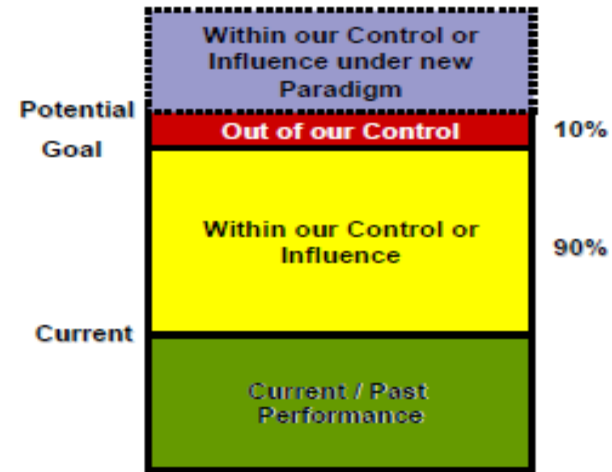 Within our Control or
Influence under new
Paradigm
Potential
Out of our Control
10%
Goal
Within our Control or
Influence
90%
Current
Current / Past
Performance